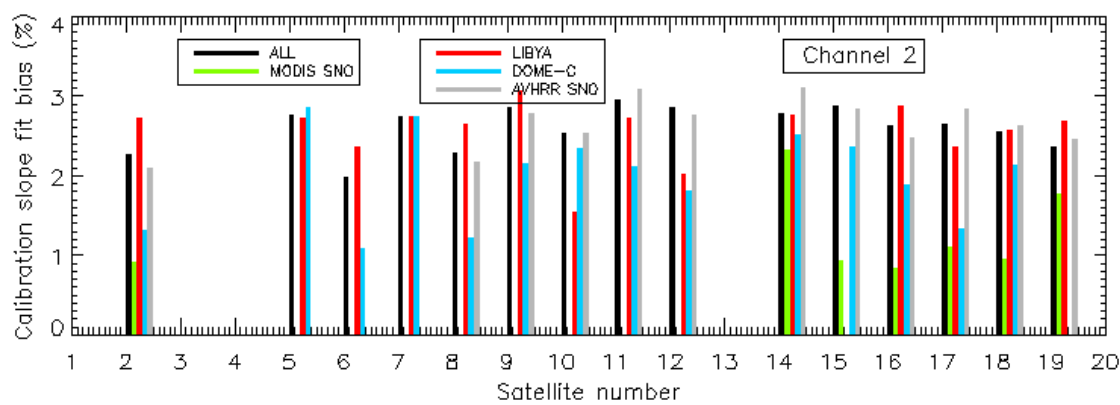 4
ALL
MODIS SNO
LIBYA
DOME-C
AVHRR SNO
Channel 2
3
2
1
0
Calibration slope fit bias (%)
1 2 3 4 5 6 7 8 9 10 11 12 13 14 15 16 17 18 19 20
Satellite number